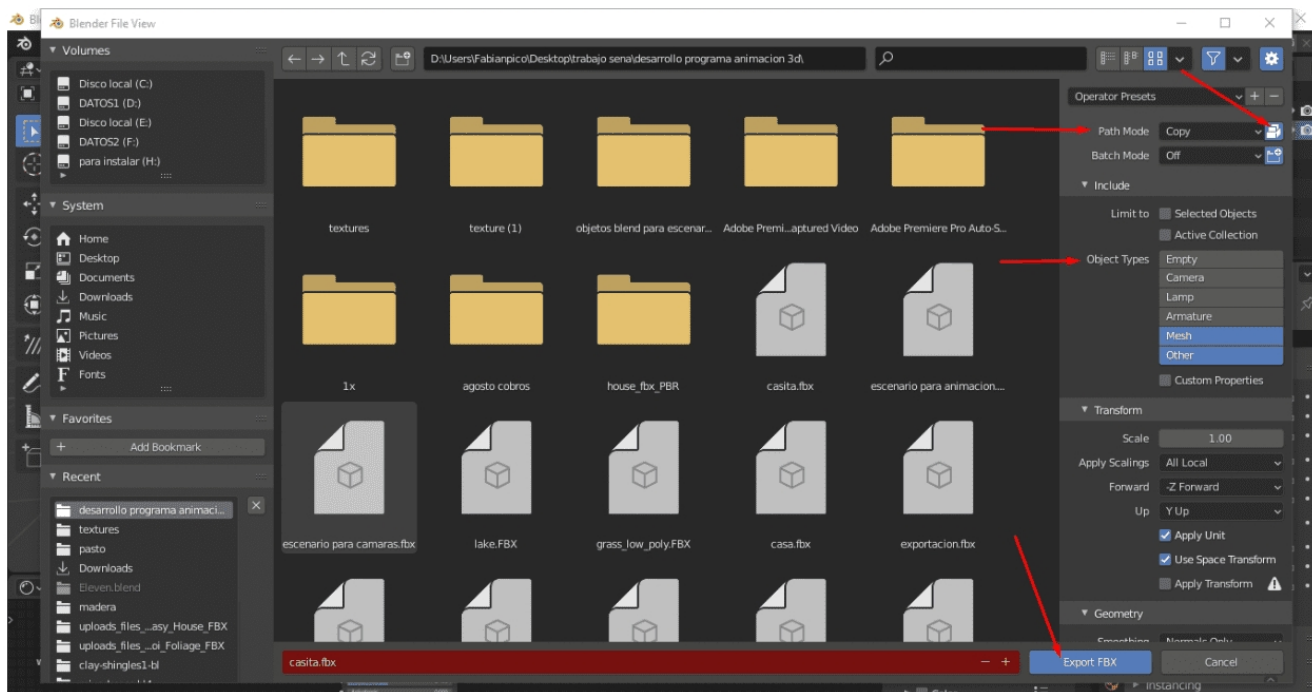 Bl
Blender File View
Volumes
Disco local (C:)
DATOS1 (D:)
Disco local (E:)
DATOS2 (F:)
para instalar (H:)
System
Home
Desktop
Documents
Downloads
Music
Pictures
Videos
Fonts
Favorites
+ Add Bookmark
Recent
desarrollo programa animaci...
textures
pasto
Downloads
Eleven.blend
madera
uploads_files_...asy_House_FBX
uploads_files_...oi_Foliage_FBX
clay-shingles1-bl
D:\Users\Fabianpico\Desktop\trabajo sena\desarrollo programa animacion 3d\
textures texture (1) objetos blend para escenar... Adobe Premi...aptured Video Adobe Premiere Pro Auto-S...
1x agosto cobros house_fbx_PBR casita.fbx escenario para animacion....
escenario para camaras.fbx lake.FBX grass_low_poly.FBX casa.fbx exportacion.fbx
casita.fbx - +
Operator Presets + -
Path Mode Copy
Batch Mode Off
Include
Limit to Selected Objects
Active Collection
Object Types Empty
Camera
Lamp
Armature
Mesh
Other
Custom Properties
Transform
Scale 1.00
Apply Scalings All Local
Forward -Z Forward
Up Y Up
Apply Unit
Use Space Transform
Apply Transform
Geometry
Smoothing Normals Only
Export FBX Cancel
Instancing